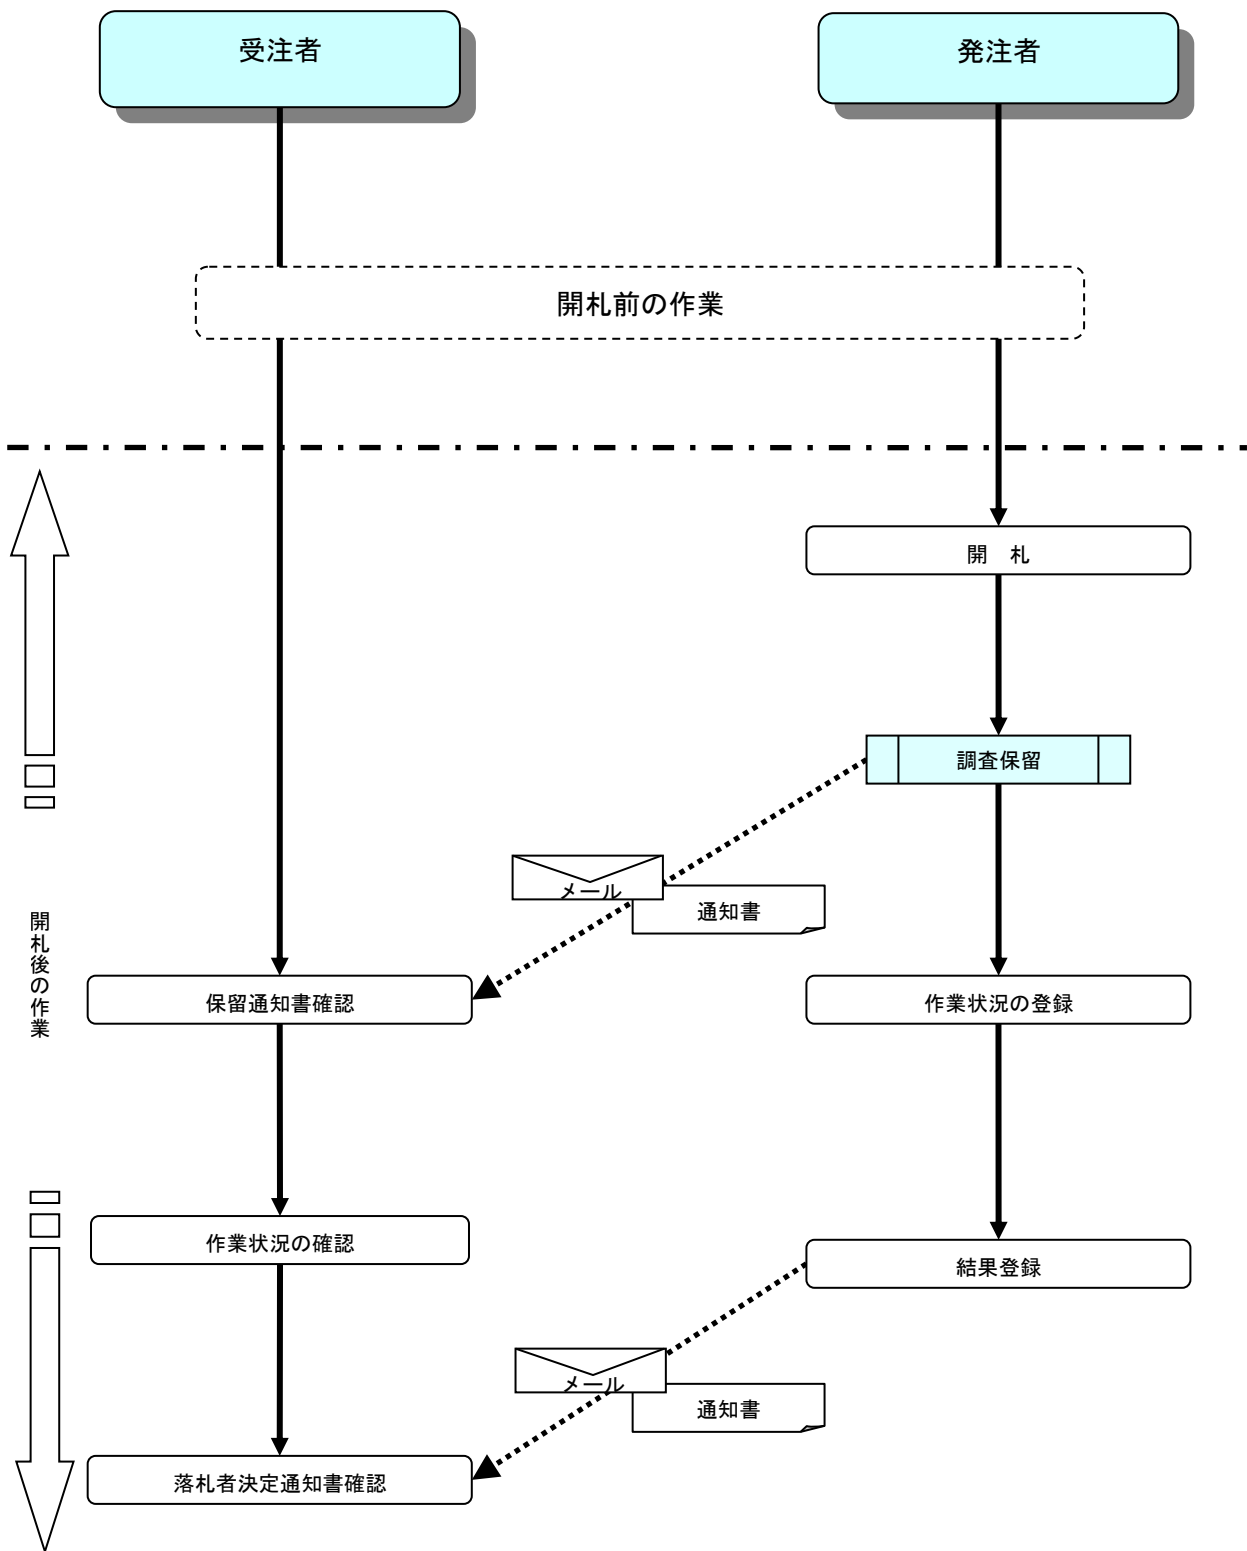 受注者
発注者
開札前の作業
開　札
調査保留
メール
通知書
開札後の作業
保留通知書確認
作業状況の登録
作業状況の確認
結果登録
メール
通知書
落札者決定通知書確認